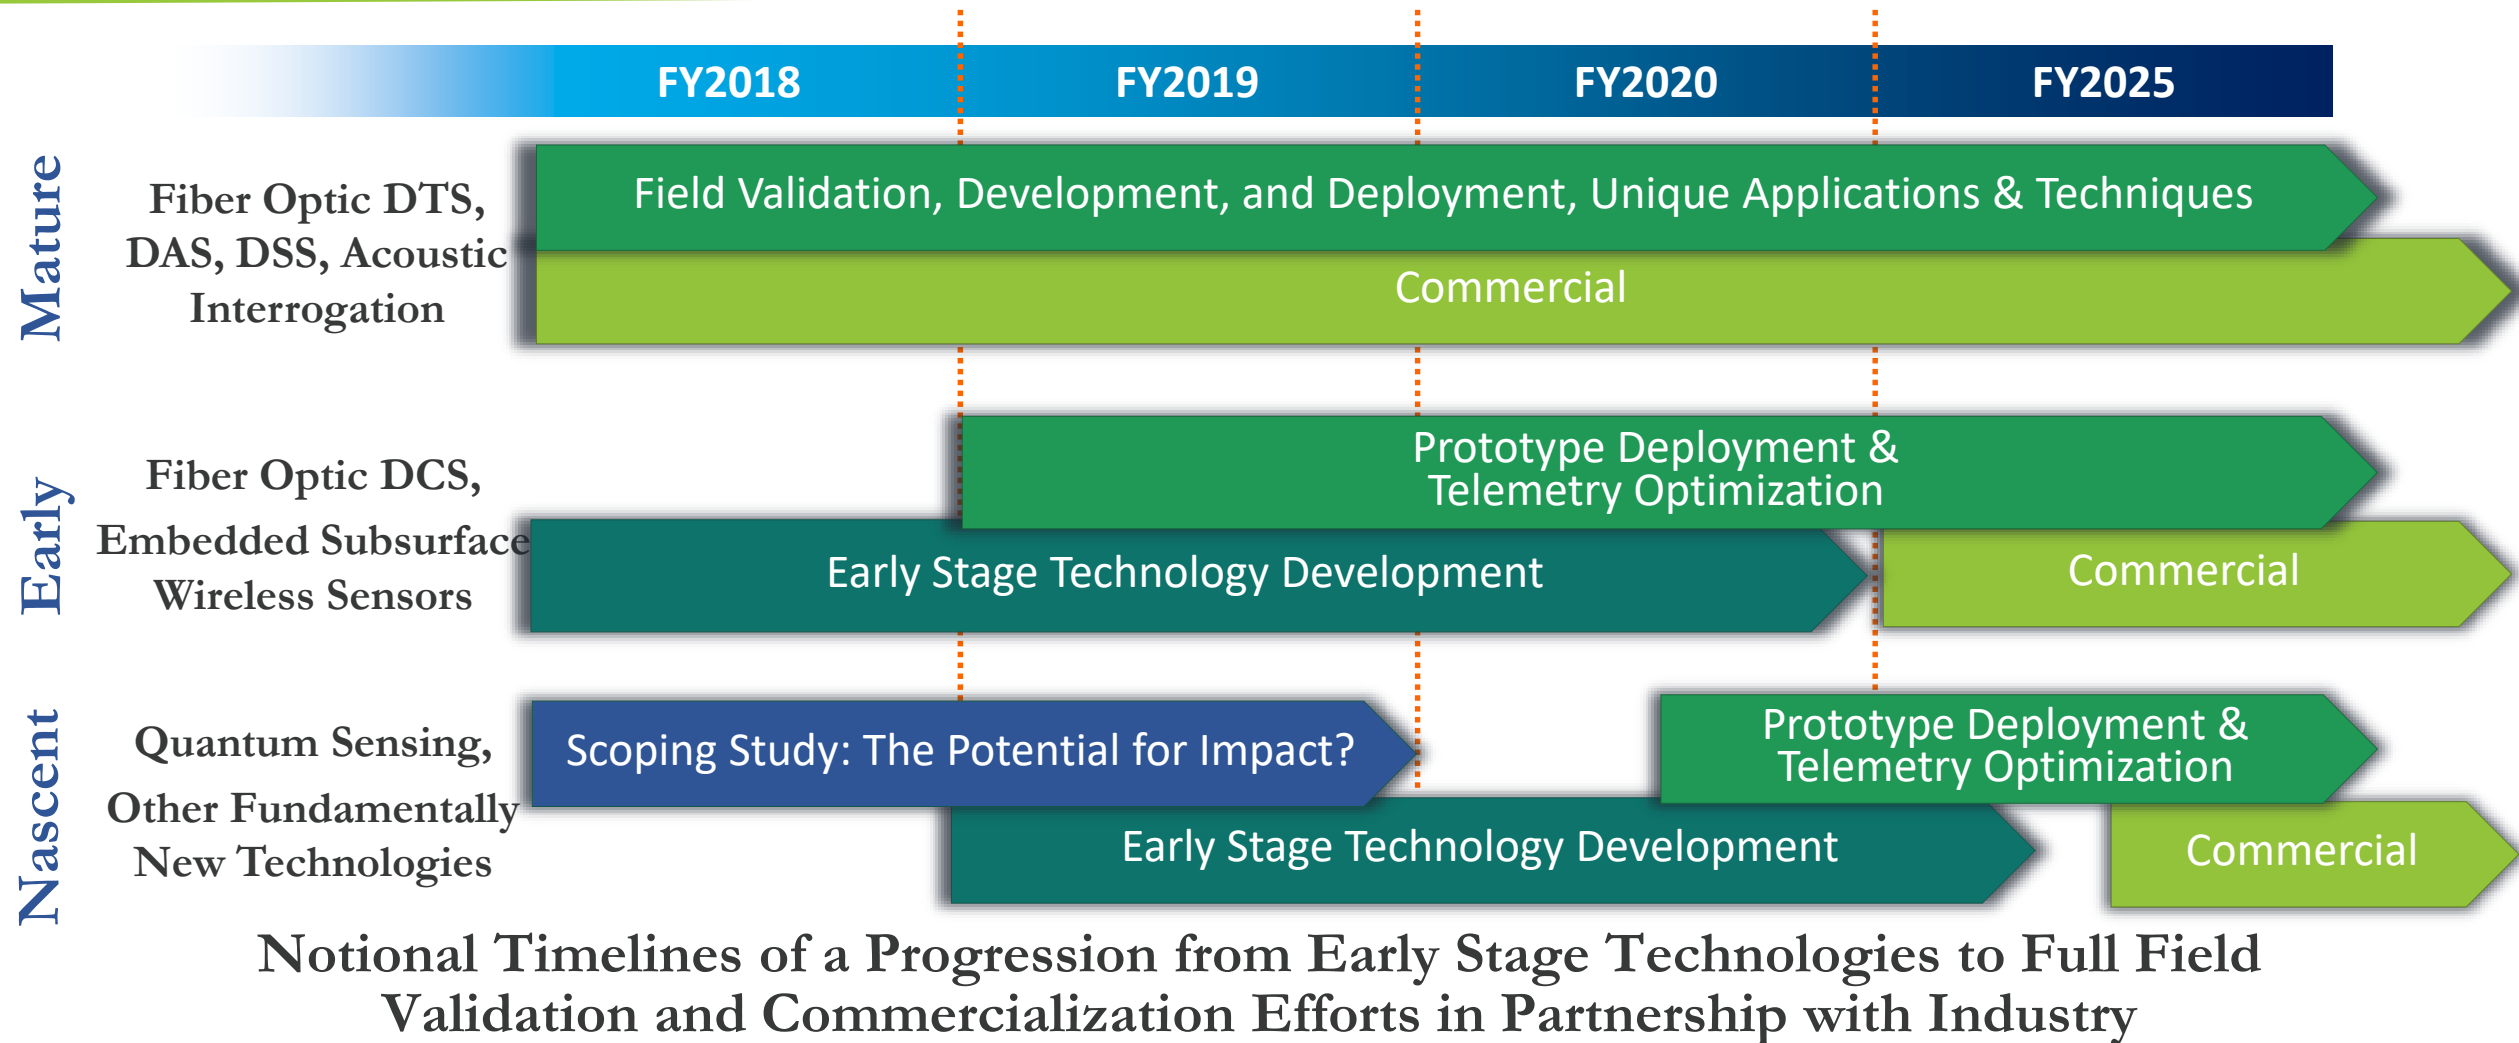 FY2018 FY2019 FY2020 FY2025
Mature
Fiber Optic DTS,
DAS, DSS, Acoustic
Interrogation
Field Validation, Development, and Deployment, Unique Applications & Techniques
Commercial
Early
Fiber Optic DCS,
Embedded Subsurface
Wireless Sensors
Prototype Deployment &
Telemetry Optimization
Early Stage Technology Development
Commercial
Nascent
Quantum Sensing,
Other Fundamentally
New Technologies
Scoping Study: The Potential for Impact?
Prototype Deployment &
Telemetry Optimization
Early Stage Technology Development
Commercial
Notional Timelines of a Progression from Early Stage Technologies to Full Field
Validation and Commercialization Efforts in Partnership with Industry